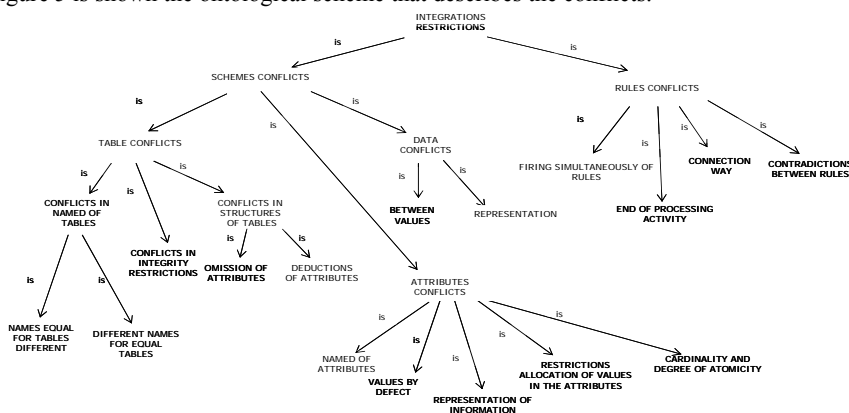 igure 3 is shown the ontological scheme that describes the conflicts.
INTEGRATIONS
RESTRICTIONS
is
is
SCHEMES CONFLICTS
RULES CONFLICTS
is
is
is
is
is
is
is
TABLE CONFLICTS
DATA
CONFLICTS
FIRING SIMULTANEOUSLY OF
RULES
CONNECTION
WAY
CONTRADICTIONS
BETWEEN RULES
is
is
is
is
is
CONFLICTS IN
NAMED OF
TABLES
CONFLICTS IN
STRUCTURES
OF TABLES
BETWEEN
VALUES
REPRESENTATION
END OF PROCESSING
ACTIVITY
is
is
CONFLICTS IN
INTEGRITY
RESTRICTIONS
OMISSION OF
ATTRIBUTES
DEDUCTIONS
OF ATTRIBUTES
is
is
ATTRIBUTES
CONFLICTS
NAMES EQUAL
FOR TABLES
DIFFERENT
DIFFERENT NAMES
FOR EQUAL
TABLES
is
is
is
is
is
NAMED OF
ATTRIBUTES
VALUES BY
DEFECT
REPRESENTATION OF
INFORMATION
RESTRICTIONS
ALLOCATION OF VALUES
IN THE ATTRIBUTES
CARDINALITY AND
DEGREE OF ATOMICITY